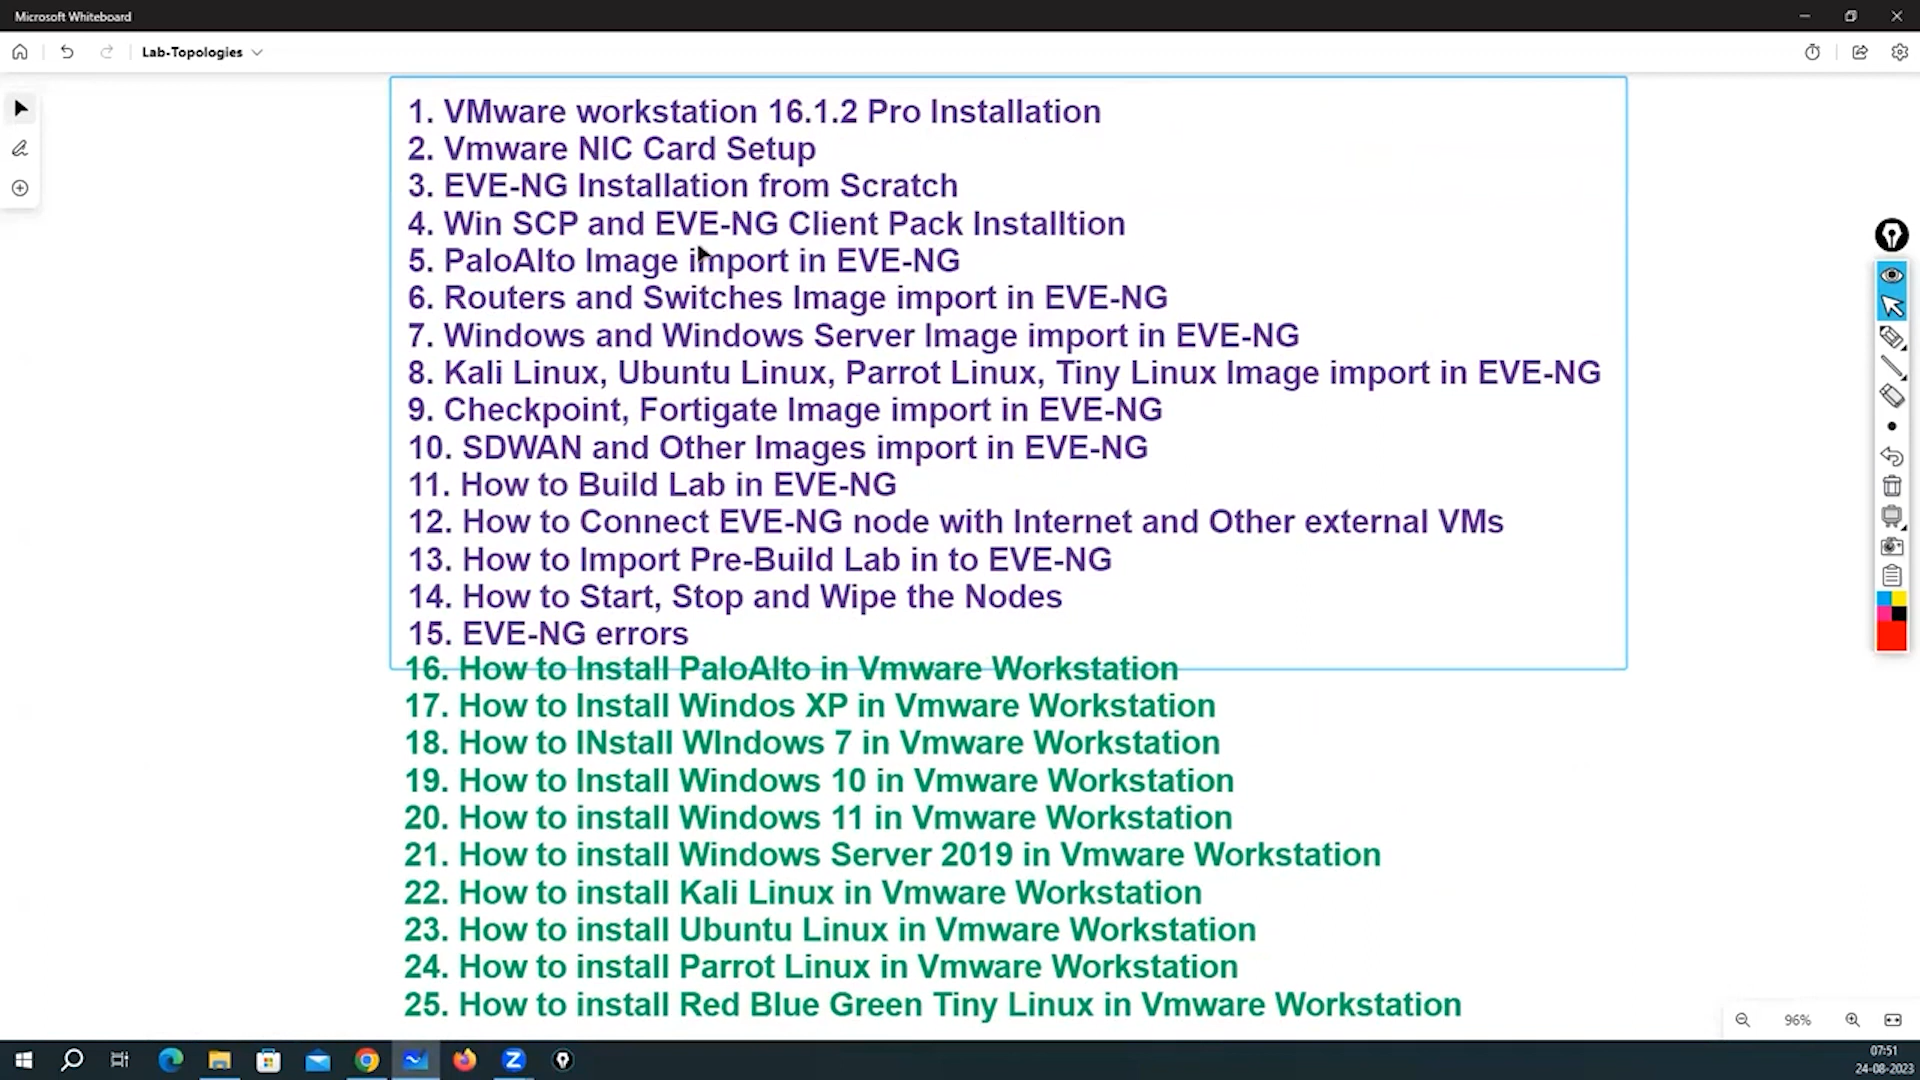 Microsoft Whiteboard
Lab-Topologies
1. VMware workstation 16.1.2 Pro Installation
2. Vmware NIC Card Setup
3. EVE-NG Installation from Scratch
4. Win SCP and EVE-NG Client Pack Installtion
5. PaloAlto Image import in EVE-NG
6. Routers and Switches Image import in EVE-NG
7. Windows and Windows Server Image import in EVE-NG
8. Kali Linux, Ubuntu Linux, Parrot Linux, Tiny Linux Image import in EVE-NG
9. Checkpoint, Fortigate Image import in EVE-NG
10. SDWAN and Other Images import in EVE-NG
11. How to Build Lab in EVE-NG
12. How to Connect EVE-NG node with Internet and Other external VMs
13. How to Import Pre-Build Lab in to EVE-NG
14. How to Start, Stop and Wipe the Nodes
15. EVE-NG errors
16. How to Install PaloAlto in Vmware Workstation
17. How to Install Windos XP in Vmware Workstation
18. How to INstall WIndows 7 in Vmware Workstation
19. How to Install Windows 10 in Vmware Workstation
20. How to install Windows 11 in Vmware Workstation
21. How to install Windows Server 2019 in Vmware Workstation
22. How to install Kali Linux in Vmware Workstation
23. How to install Ubuntu Linux in Vmware Workstation
24. How to install Parrot Linux in Vmware Workstation
25. How to install Red Blue Green Tiny Linux in Vmware Workstation
96%
07:51
24-08-2023